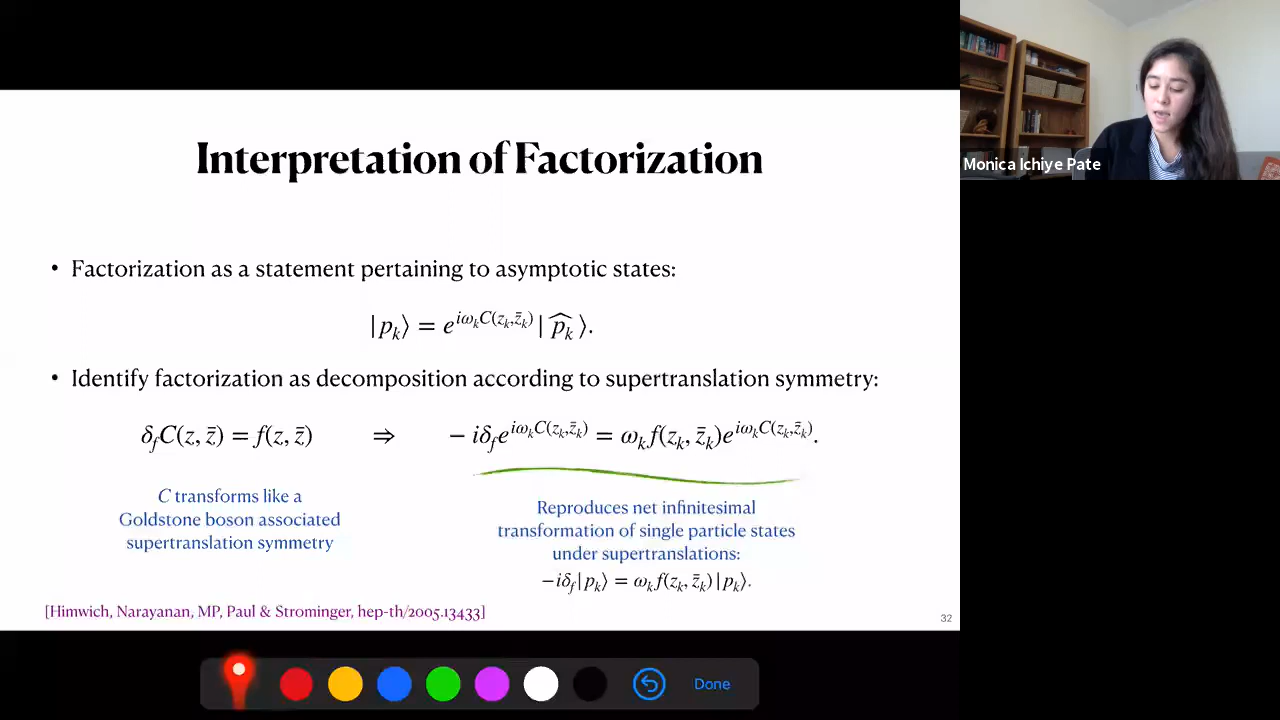 Interpretation of Factorization
Monica Ichiye Pate
• Factorization as a statement pertaining to asymptotic states:
|p_k⟩ = e^{iω_k C(z_k, z̄_k)} | \widehat{p_k} ⟩.
• Identify factorization as decomposition according to supertranslation symmetry:
δ_f C(z, z̄) = f(z, z̄) ⇒ − iδ_f e^{iω_k C(z_k, z̄_k)} = ω_k f(z_k, z̄_k) e^{iω_k C(z_k, z̄_k)}.
C transforms like a
Goldstone boson associated
supertranslation symmetry
Reproduces net infinitesimal
transformation of single particle states
under supertranslations:
−iδ_f |p_k⟩ = ω_k f(z_k, z̄_k) |p_k⟩.
[Himwich, Narayanan, MP, Paul & Strominger, hep-th/2005.13433]
32
Done